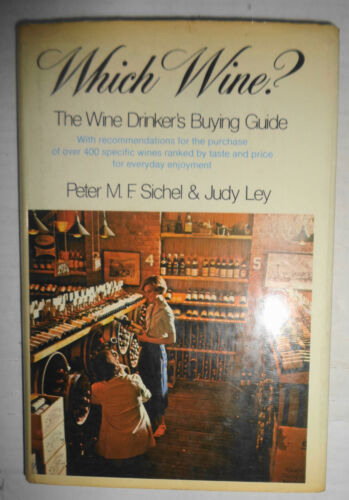 Which Wine?
The Wine Drinker's Buying Guide
With recommendations for the purchase
of over 400 specific wines ranked by taste and price
for everyday enjoyment
Peter M. F. Sichel & Judy Ley
4
5